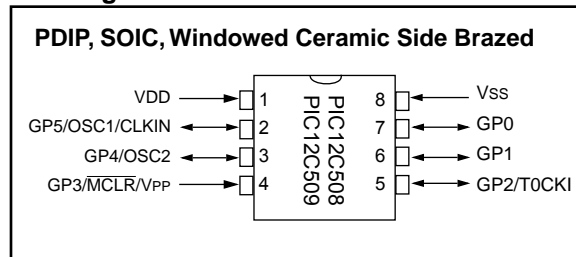 PDIP, SOIC, Windowed Ceramic Side Brazed
VDD 1 8 VSS
GP5/OSC1/CLKIN 2 7 GP0
GP4/OSC2 3 6 GP1
GP3/MCLR/VPP 4 5 GP2/T0CKI
PIC12C508
PIC12C509